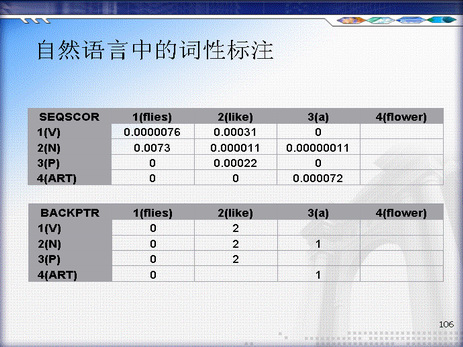 自然语言中的词性标注
SEQSCOR 1(flies) 2(like) 3(a) 4(flower)
1(V) 0.0000076 0.00031 0
2(N) 0.0073 0.000011 0.00000011
3(P) 0 0.00022 0
4(ART) 0 0 0.000072
BACKPTR 1(flies) 2(like) 3(a) 4(flower)
1(V) 0 2
2(N) 0 2 1
3(P) 0 2
4(ART) 0 1
106